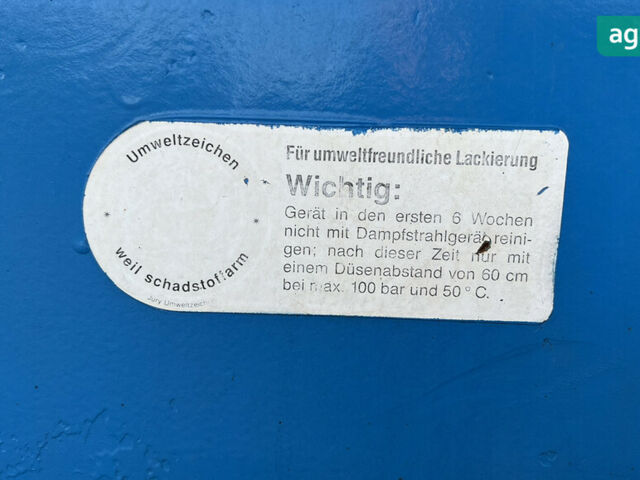 ag
Umweltzeichen
weil schadstoffarm
Jury Umweltzeichen
Für umweltfreundliche Lackierung
Wichtig:
Gerät in den ersten 6 Wochen
nicht mit Dampfstrahlgerät reini-
gen; nach dieser Zeit nur mit
einem Düsenabstand von 60 cm
bei max. 100 bar und 50 °C.